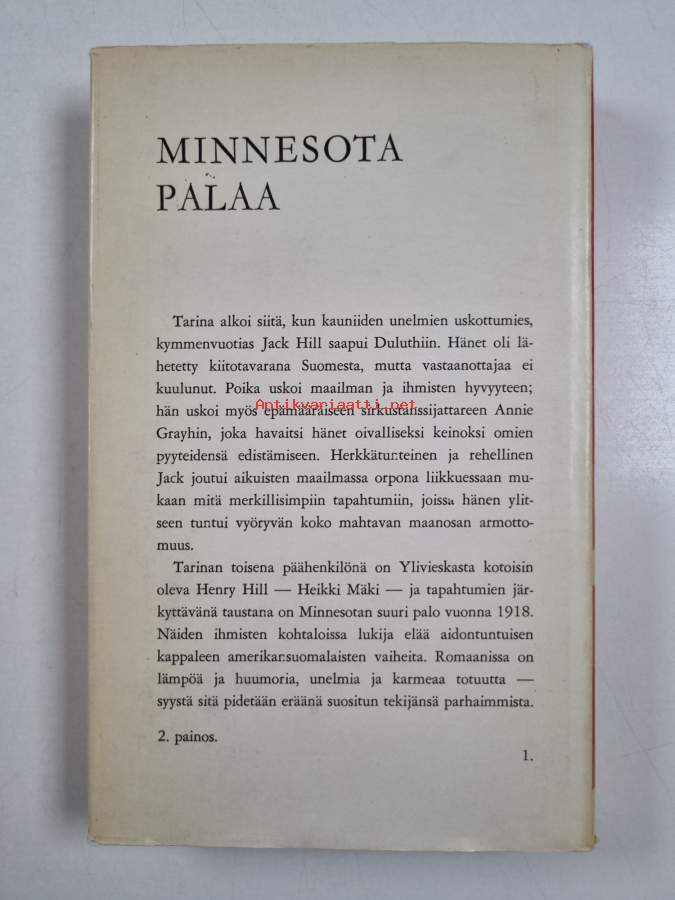 MINNESOTA
PALAA
Tarina alkoi siitä, kun kauniiden unelmien uskottumies,
kymmenvuotias Jack Hill saapui Duluthiin. Hänet oli lä-
hetetty kiitotavarana Suomesta, mutta vastaanottajaa ei
kuulunut. Poika uskoi maailman ja ihmisten hyvyyteen;
Antikvariaatti.net
hän uskoi myös epämääräiseen sirkustanssijattareen Annie
Grayhin, joka havaitsi hänet oivalliseksi keinoksi omien
pyyteidensä edistämiseen. Herkkätunteinen ja rehellinen
Jack joutui aikuisten maailmassa orpona liikkuessaan mu-
kaan mitä merkillisimpiin tapahtumiin, joissa hänen ylit-
seen tuntui vyöryvän koko mahtavan maanosan armotto-
muus.
Tarinan toisena päähenkilönä on Ylivieskasta kotoisin
oleva Henry Hill — Heikki Mäki — ja tapahtumien jär-
kyttävänä taustana on Minnesotan suuri palo vuonna 1918.
Näiden ihmisten kohtaloissa lukija elää aidontuntuisen
kappaleen amerikansuomalaisten vaiheita. Romaanissa on
lämpöä ja huumoria, unelmia ja karmeaa totuutta —
syystä sitä pidetään eräänä suositun tekijänsä parhaimmista.
2. painos.
1.